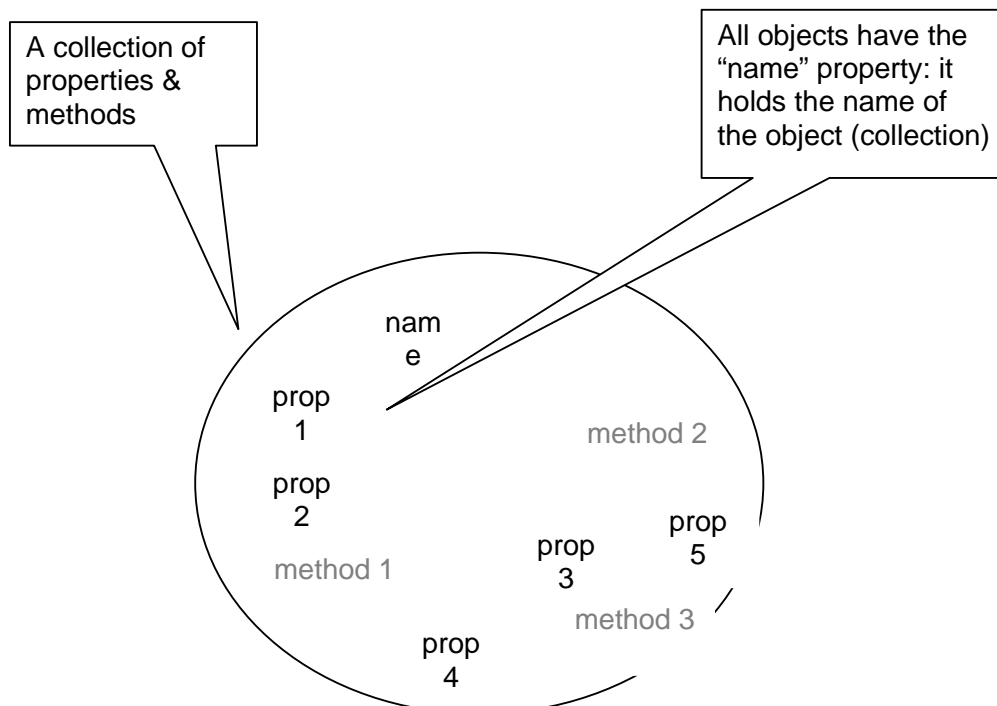 A collection of
properties &
methods
All objects have the
“name” property: it
holds the name of
the object (collection)
nam
e
prop
1
method 2
prop
2
prop
5
prop
3
method 1
method 3
prop
4